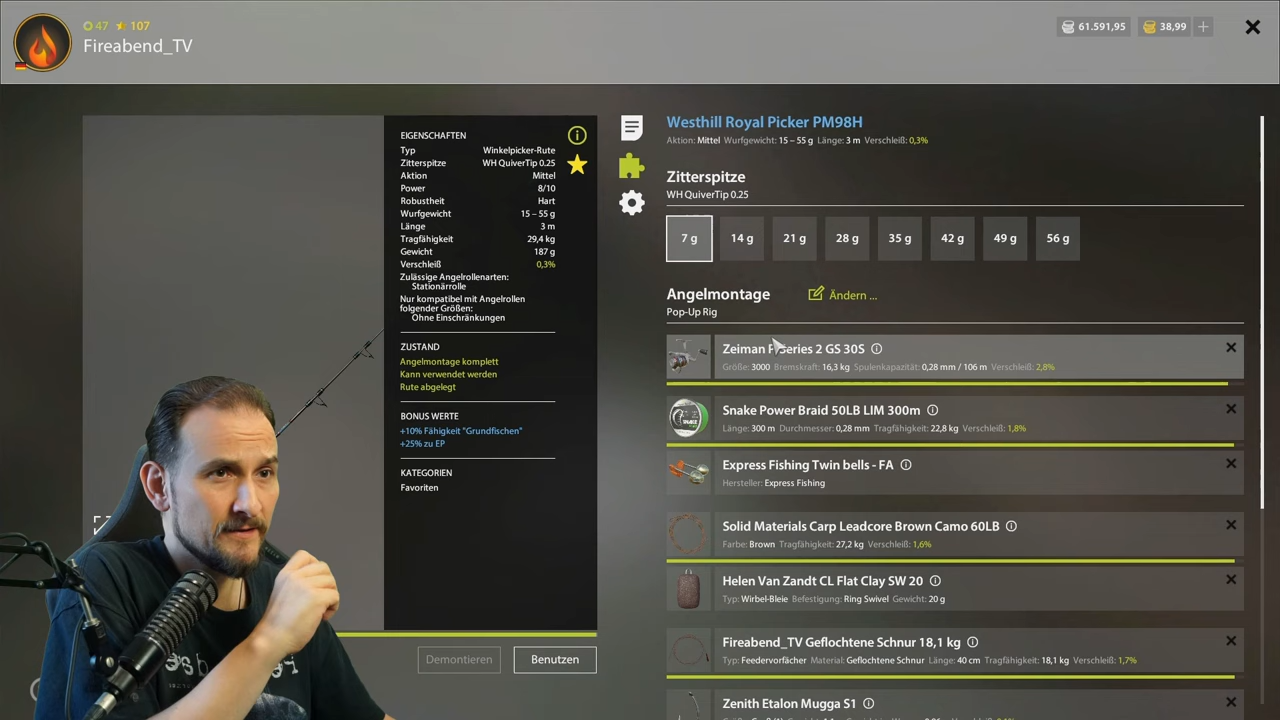 47 107
Fireabend_TV
61.591,95
38,99
EIGENSCHAFTEN
Typ Winkelpicker-Rute
Zitterspitze WH QuiverTip 0.25
Aktion Mittel
Power 8/10
Robustheit Hart
Wurfgewicht 15 – 55 g
Länge 3 m
Tragfähigkeit 29,4 kg
Gewicht 187 g
Verschleiß 0,3%
Zulässige Angelrollenarten:
Stationärrolle
Nur kompatibel mit Angelrollen
folgender Größen:
Ohne Einschränkungen
ZUSTAND
Angelmontage komplett
Kann verwendet werden
Rute abgelegt
BONUS WERTE
+10% Fähigkeit "Grundfischen"
+25% zu EP
KATEGORIEN
Favoriten
Demontieren
Benutzen
Westhill Royal Picker PM98H
Aktion: Mittel Wurfgewicht: 15 – 55 g Länge: 3 m Verschleiß: 0,3%
Zitterspitze
WH QuiverTip 0.25
7 g 14 g 21 g 28 g 35 g 42 g 49 g 56 g
Angelmontage Ändern ...
Pop-Up Rig
Zeiman 2 GS 30S
Größe: 3000 Bremskraft: 16,3 kg Spulenkapazität: 0,28 mm / 106 m Verschleiß: 2,8%
Snake Power Braid 50LB LIM 300m
Länge: 300 m Durchmesser: 0,28 mm Tragfähigkeit: 22,8 kg Verschleiß: 1,8%
Express Fishing Twin bells - FA
Hersteller: Express Fishing
Solid Materials Carp Leadcore Brown Camo 60LB
Farbe: Brown Tragfähigkeit: 27,2 kg Verschleiß: 1,6%
Helen Van Zandt CL Flat Clay SW 20
Typ: Wirbel-Bleie Befestigung: Ring Swivel Gewicht: 20 g
Fireabend_TV Geflochtene Schnur 18,1 kg
Typ: Feedervorfächer Material: Geflochtene Schnur Länge: 40 cm Tragfähigkeit: 18,1 kg Verschleiß: 1,7%
Zenith Etalon Mugga S1